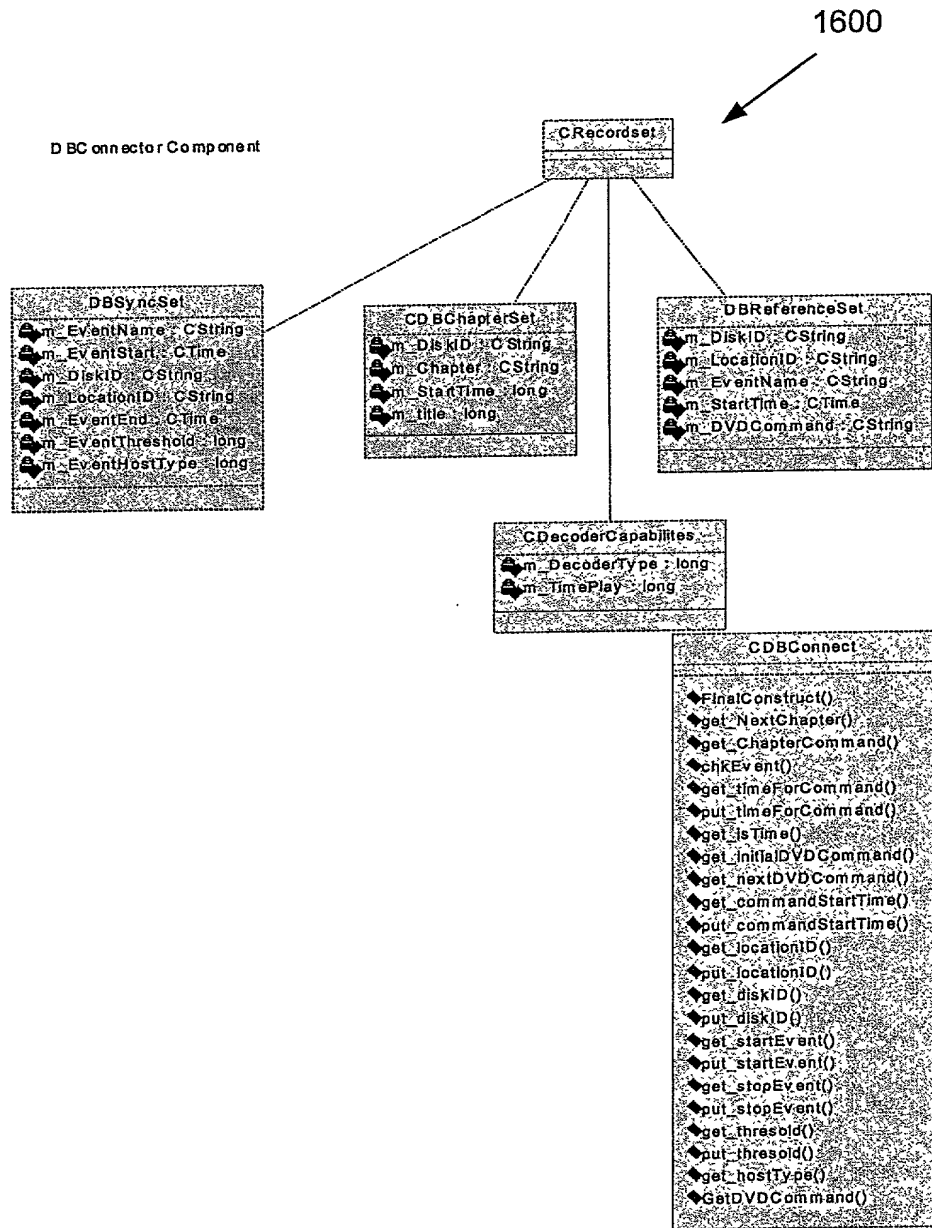 1600
DBConnector Component
CRecordset
DBSyncSet
m_EventName : CString
m_EventStart : CTime
m_DiskID : CString
m_LocationID : CString
m_EventEnd : CTime
m_EventThreshold : long
m_EventHostType : long
CDBChapterSet
m_DiskID : CString
m_Chapter : CString
m_StartTime : long
m_title : long
DBReferenceSet
m_DiskID : CString
m_LocationID : CString
m_EventName : CString
m_StartTime : CTime
m_DVDCommand : CString
CDecoderCapabilites
m_DecoderType : long
m_TimePlay : long
CDBConnect
FinalConstruct()
get_NextChapter()
get_ChapterCommand()
chkEvent()
get_timeForCommand()
put_timeForCommand()
get_isTime()
get_initialDVDCommand()
get_nextDVDCommand()
get_commandStartTime()
put_commandStartTime()
get_locationID()
put_locationID()
get_diskID()
put_diskID()
get_startEvent()
put_startEvent()
get_stopEvent()
put_stopEvent()
get_thresold()
put_thresold()
get_hostType()
GetDVDCommand()